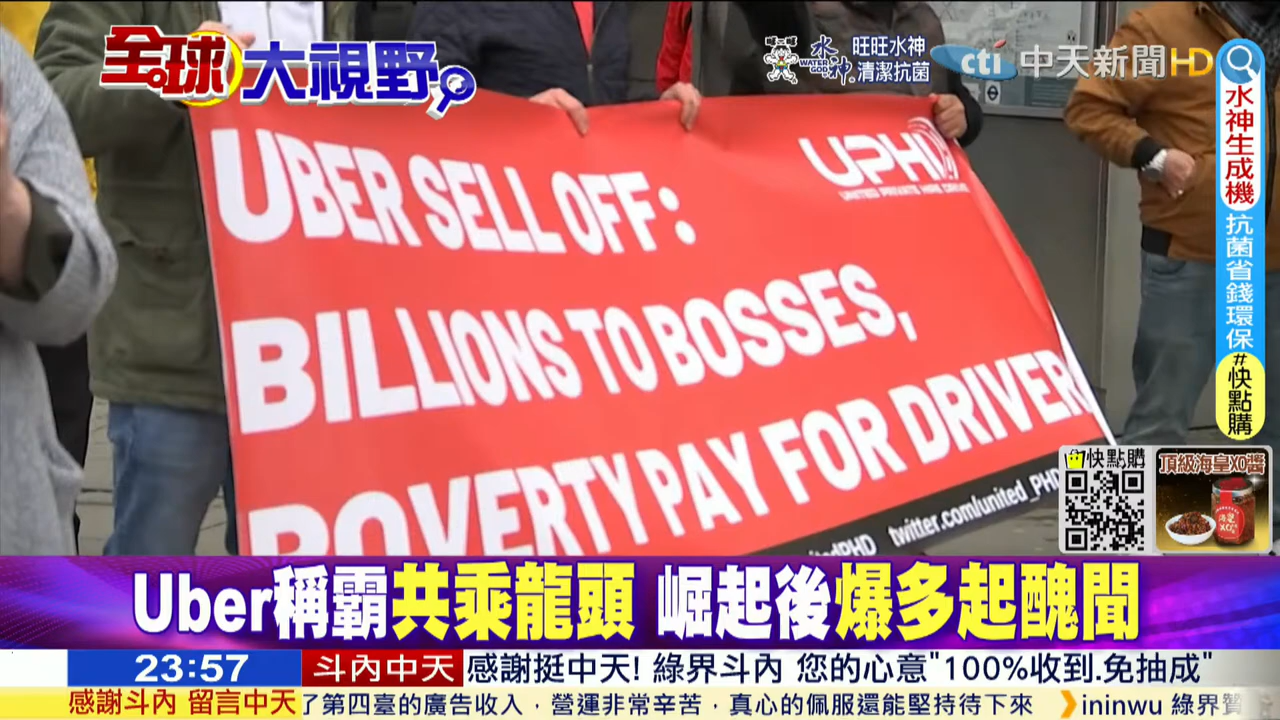 全球大視野
旺旺水神
清潔抗菌
水神
WATER GOD
cti 中天新聞HD
水神生成機 抗菌省錢環保 #快點購
UBER SELL OFF:
UPHD
UNITED PRIVATE HIRE DRIVE
BILLIONS TO BOSSES,
POVERTY PAY FOR DRIVER
twitter.com/united_PHD
快點購
頂級海皇XO醬
Uber稱霸共乘龍頭 崛起後爆多起醜聞
23:57
斗內中天
感謝挺中天! 綠界斗內 您的心意"100%收到.免抽成"
感謝斗內 留言中天
了第四臺的廣告收入，營運非常辛苦，真心的佩服還能堅持待下來
ininwu 綠界贊